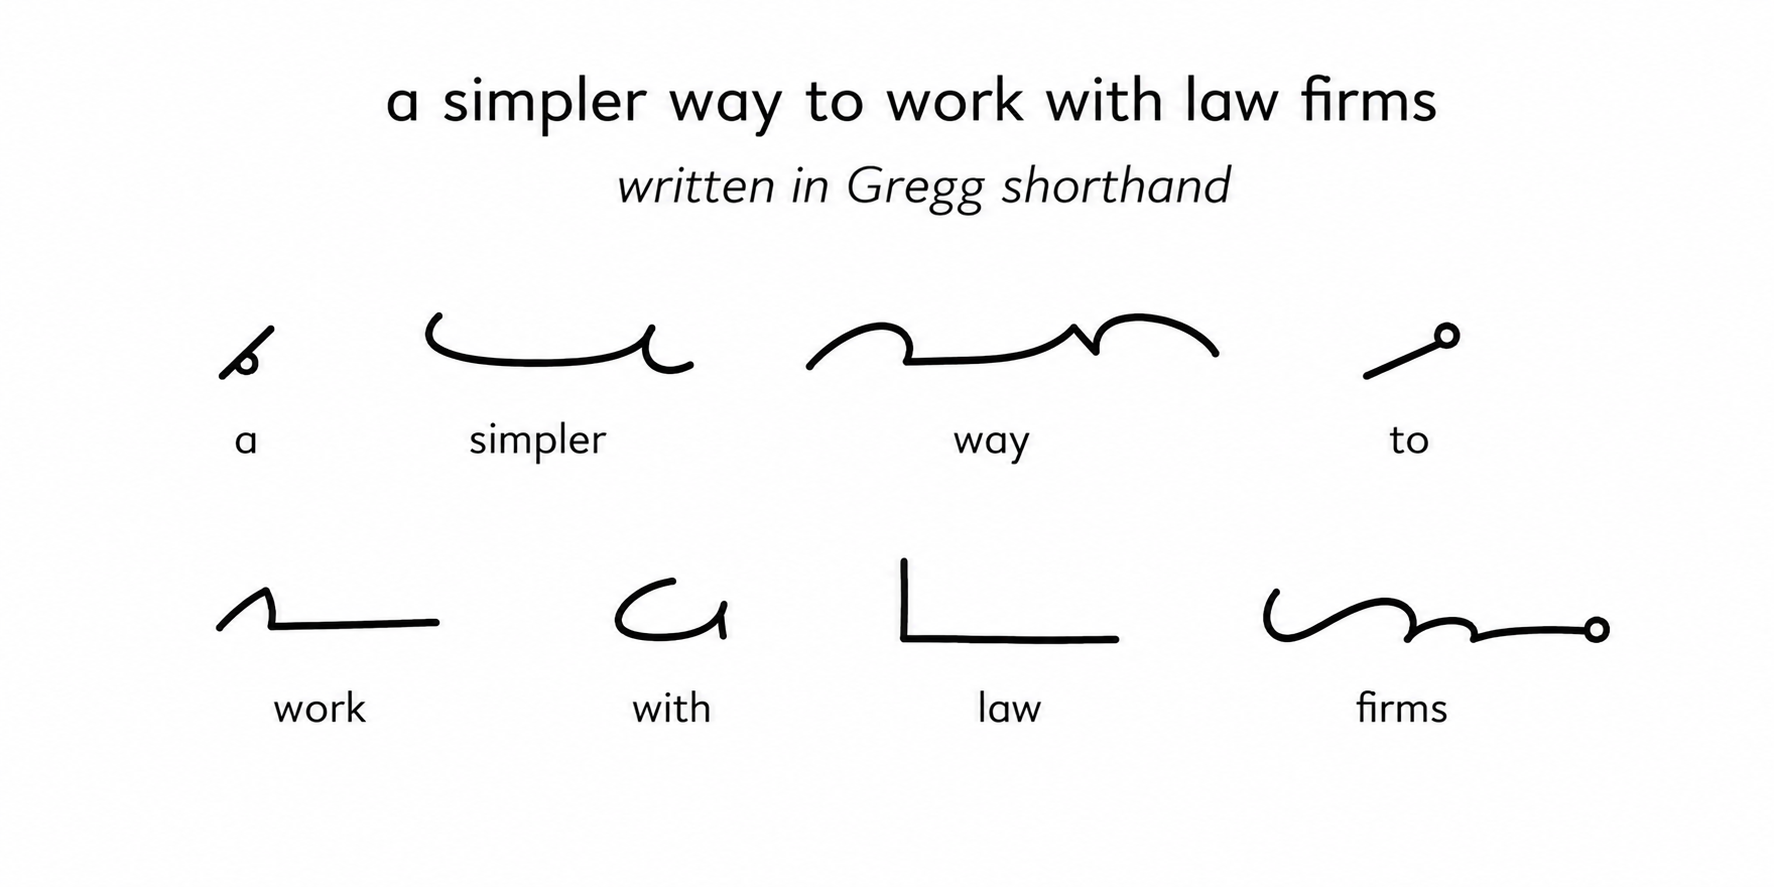 a simpler way to work with law firms
written in Gregg shorthand
a simpler way to
work with law firms